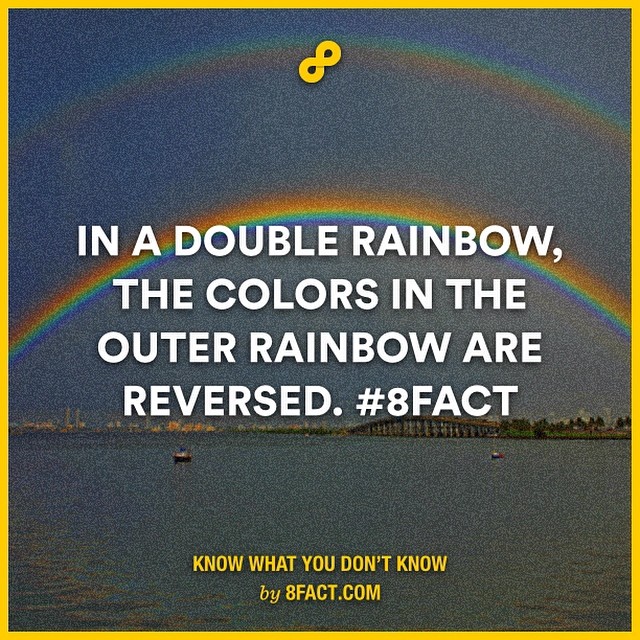 IN A DOUBLE RAINBOW,
THE COLORS IN THE
OUTER RAINBOW ARE
REVERSED. #8FACT
KNOW WHAT YOU DON'T KNOW
by 8FACT.COM